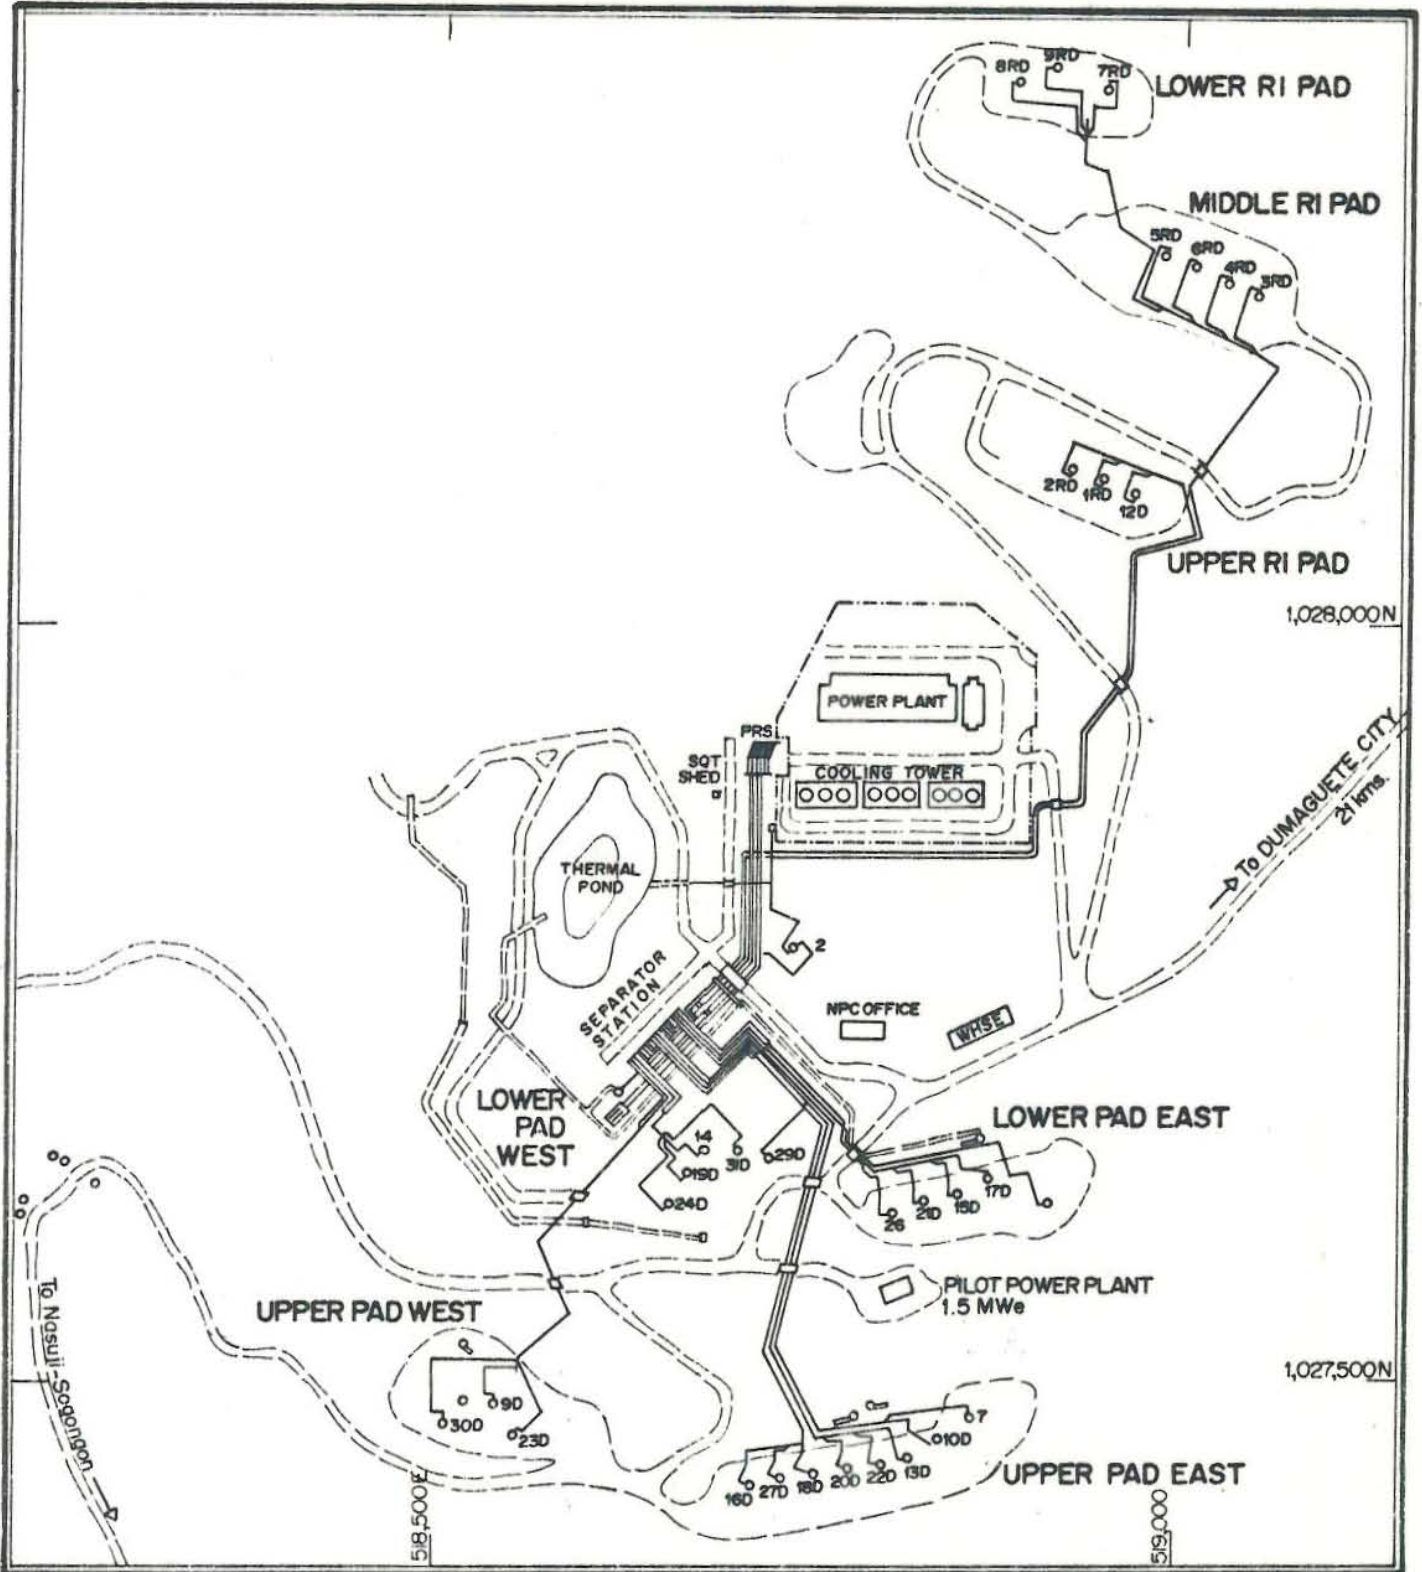 9RD
8RD
7RD
LOWER RI PAD
MIDDLE RI PAD
5RD
6RD
4RD
3RD
2RD
1RD
12D
UPPER RI PAD
1,028,000N
POWER PLANT
PRS
SQT
SHED
COOLING TOWER
To DUMAGUETE CITY
21 kms.
THERMAL
POND
2
SEPARATOR
STATION
NPC OFFICE
WHSE
LOWER
PAD
WEST
LOWER PAD EAST
14
31D
29D
19D
24D
17D
15D
21D
26
PILOT POWER PLANT
1.5 MWe
UPPER PAD WEST
To Nasuji-Sogongon
1,027,500N
9D
30D
23D
7
10D
13D
22D
20D
18D
27D
16D
UPPER PAD EAST
518,500E
519,000